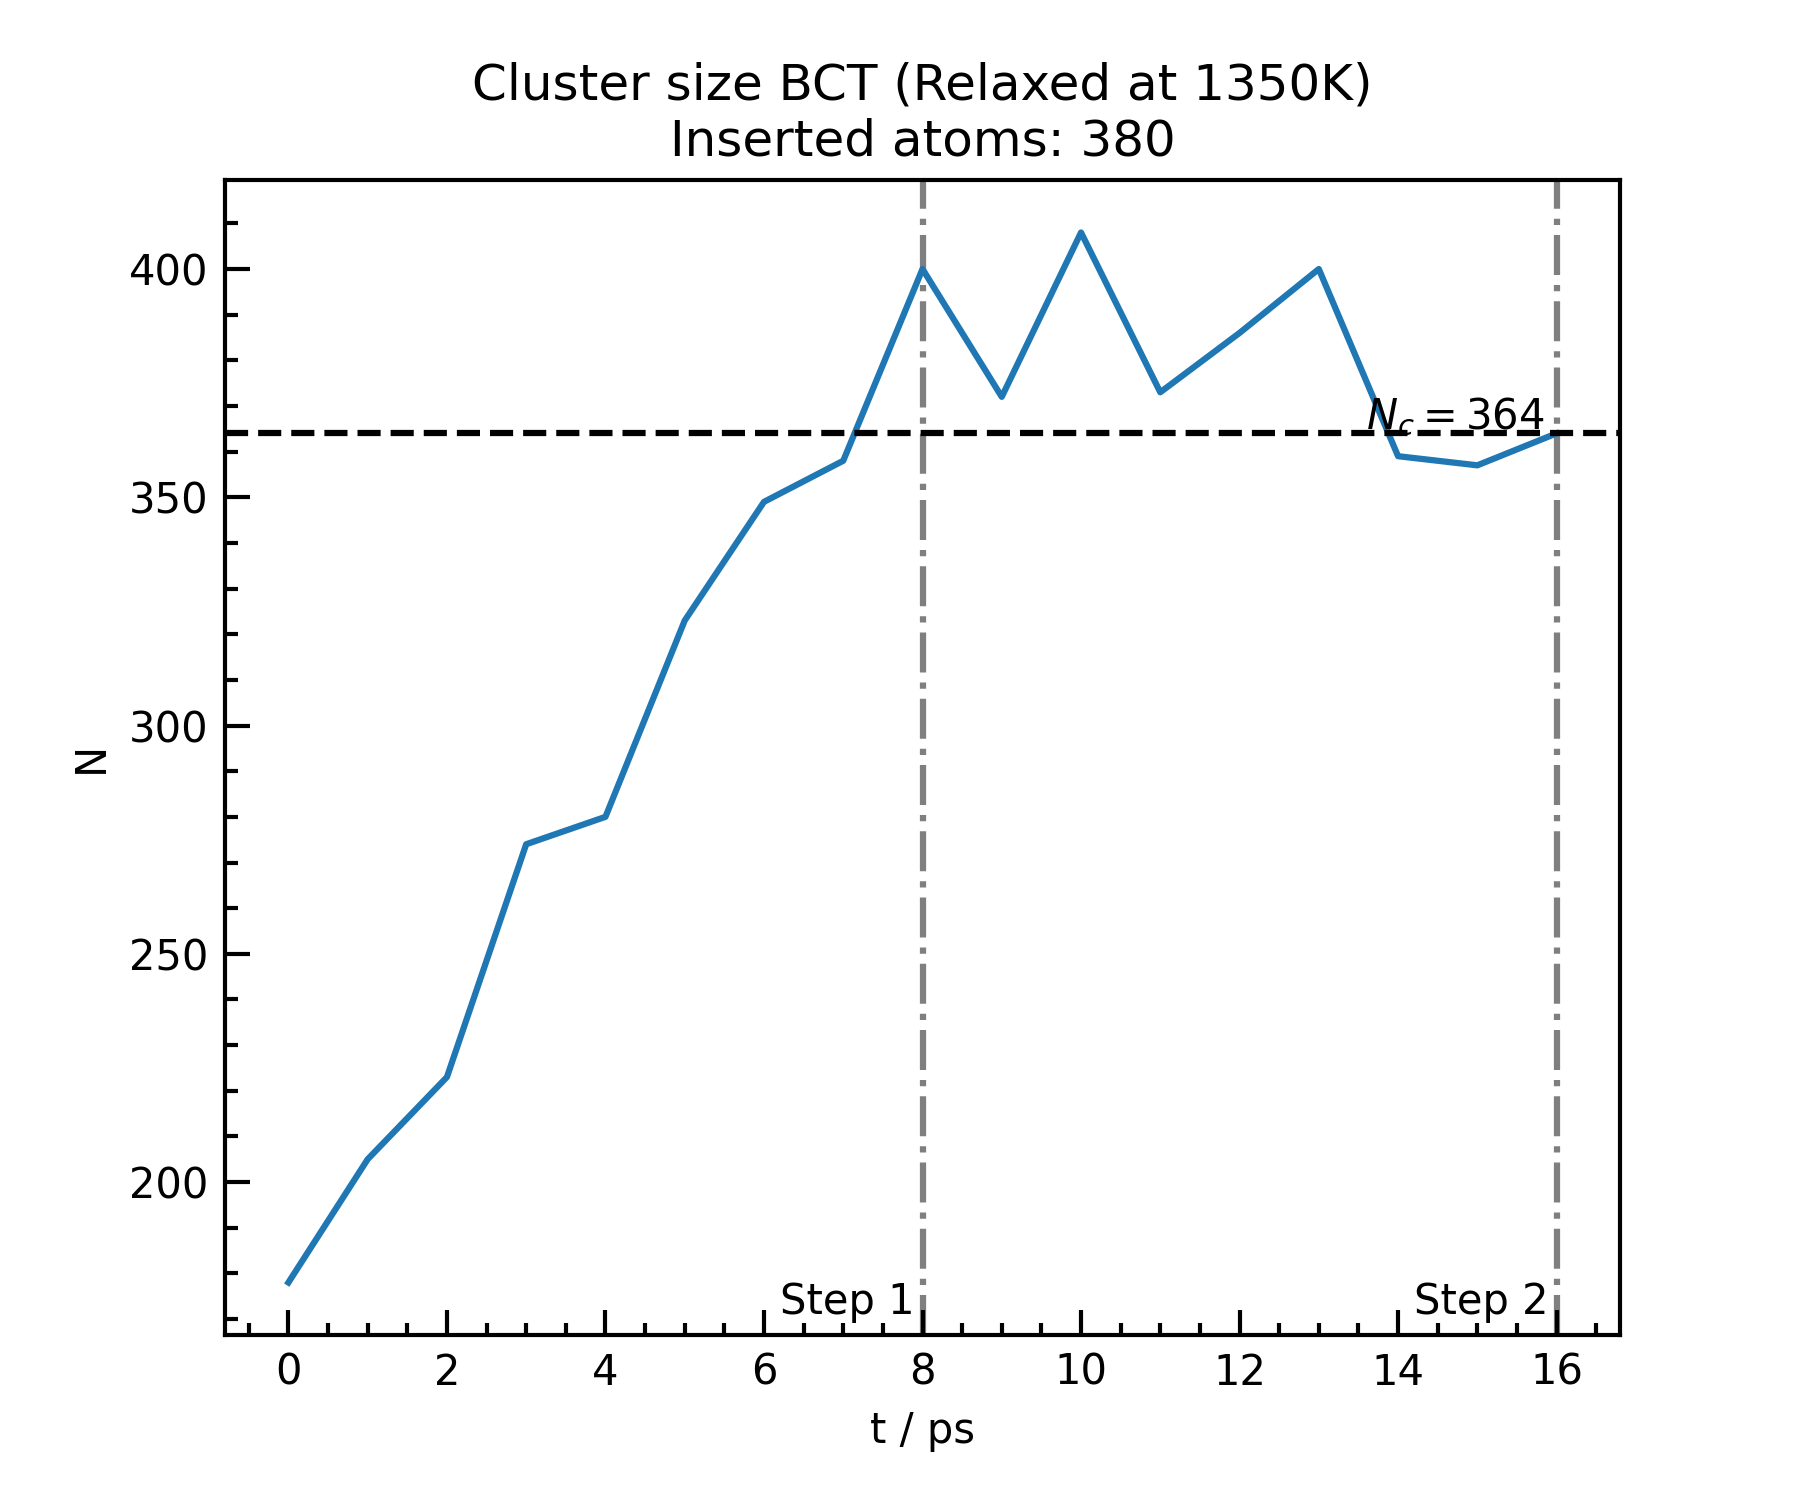 Cluster size BCT (Relaxed at 1350K)
Inserted atoms: 380
400
350
300
250
200
N
N_c = 364
Step 1
Step 2
0 2 4 6 8 10 12 14 16
t / ps